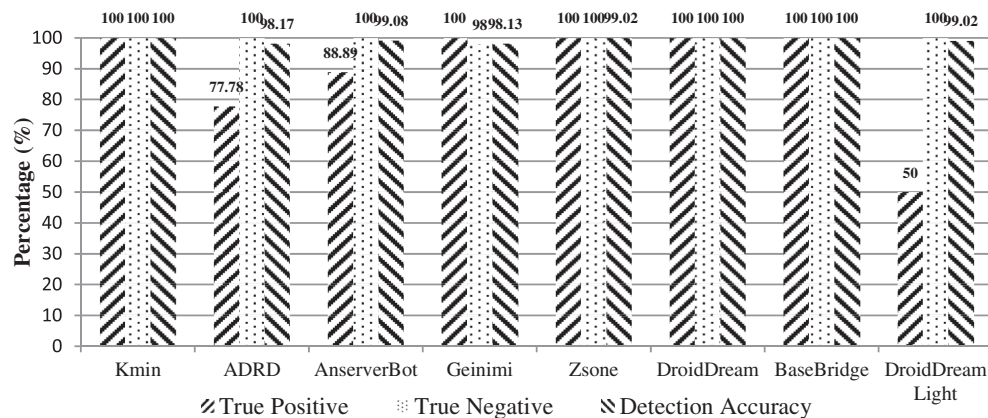 100 100 100 100 98.17 100 99.08 100 98 98.13 100 100 99.02 100 100 100 100 100 100 100 99.02
77.78 88.89 50
Percentage (%)
100
90
80
70
60
50
40
30
20
10
0
Kmin ADRD AnserverBot Geinimi Zsone DroidDream BaseBridge DroidDream
Light
True Positive True Negative Detection Accuracy